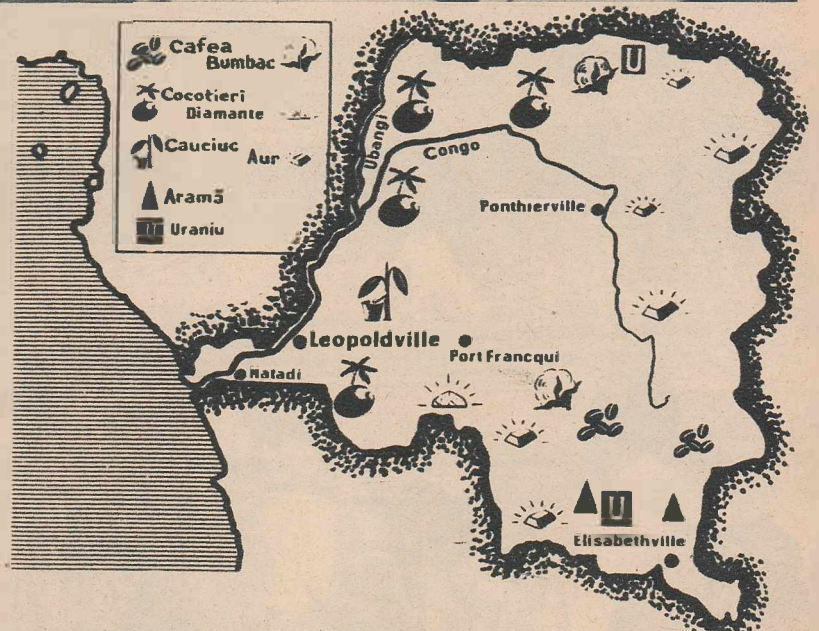 Cafea
Bumbac
Cocotieri
Diamante
Cauciuc
Aur
Aramă
U Uraniu
U
Ubangi
Congo
Ponthierville
Leopoldville
Port Francqui
Matadi
U
Elisabethville